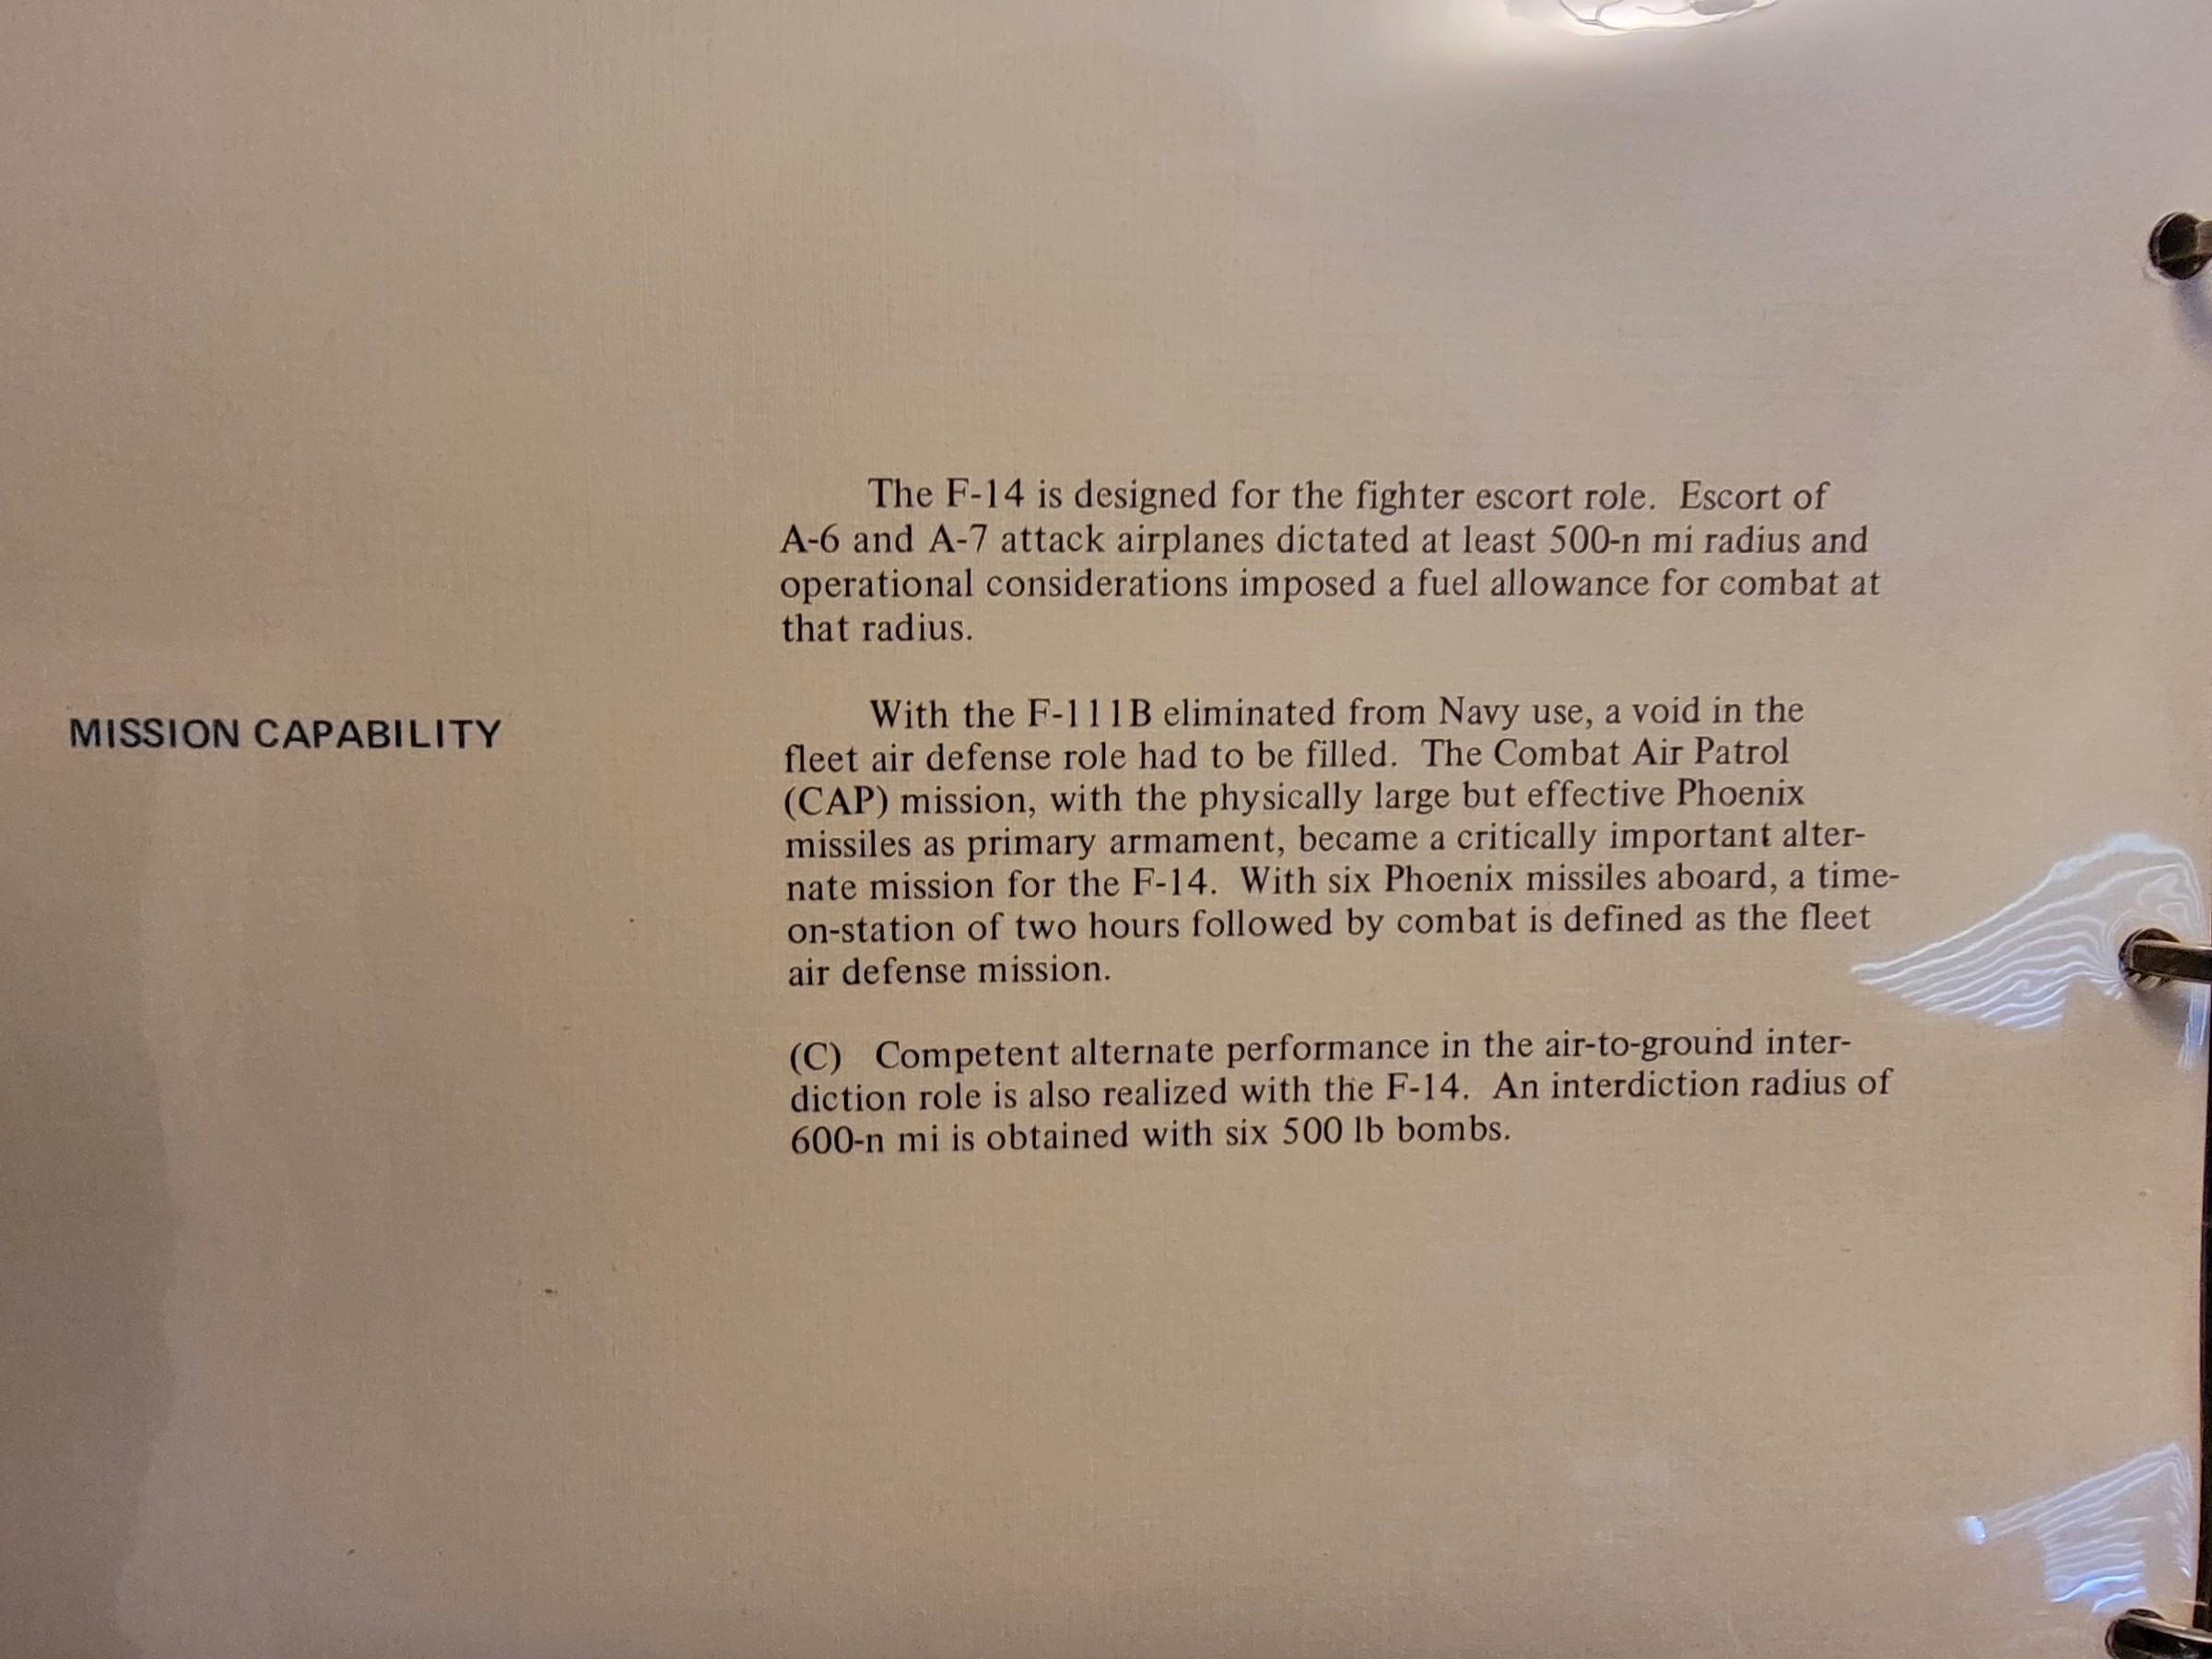 MISSION CAPABILITY
The F-14 is designed for the fighter escort role. Escort of
A-6 and A-7 attack airplanes dictated at least 500-n mi radius and
operational considerations imposed a fuel allowance for combat at
that radius.
With the F-111B eliminated from Navy use, a void in the
fleet air defense role had to be filled. The Combat Air Patrol
(CAP) mission, with the physically large but effective Phoenix
missiles as primary armament, became a critically important alter-
nate mission for the F-14. With six Phoenix missiles aboard, a time-
on-station of two hours followed by combat is defined as the fleet
air defense mission.
(C) Competent alternate performance in the air-to-ground inter-
diction role is also realized with the F-14. An interdiction radius of
600-n mi is obtained with six 500 lb bombs.